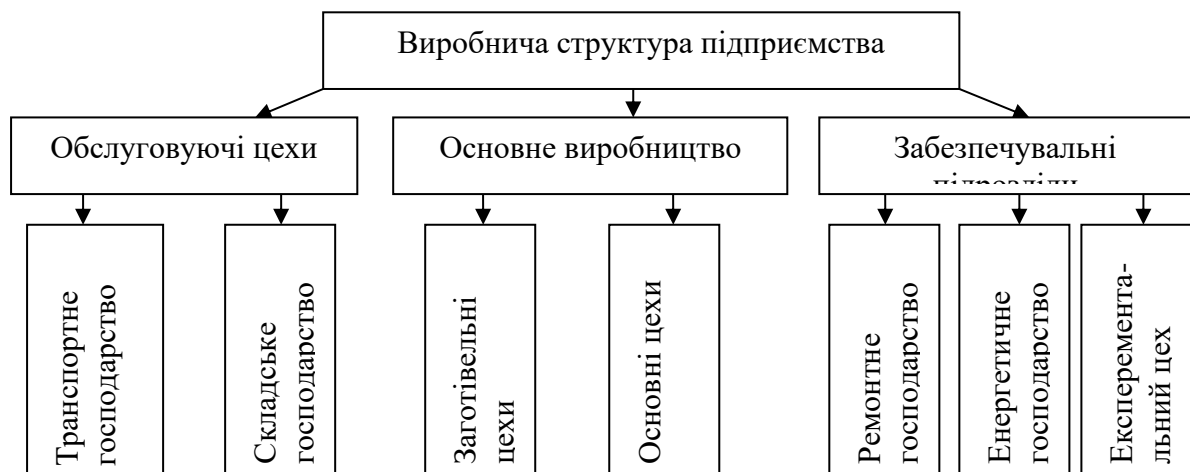 Виробнича структура підприємства
Обслуговуючі цехи
Основне виробництво
Забезпечувальні
підрозділи
Транспортне
господарство
Складське
господарство
Заготівельні
цехи
Основні цехи
Ремонтне
господарство
Енергетичне
господарство
Експеремента-
льний цех